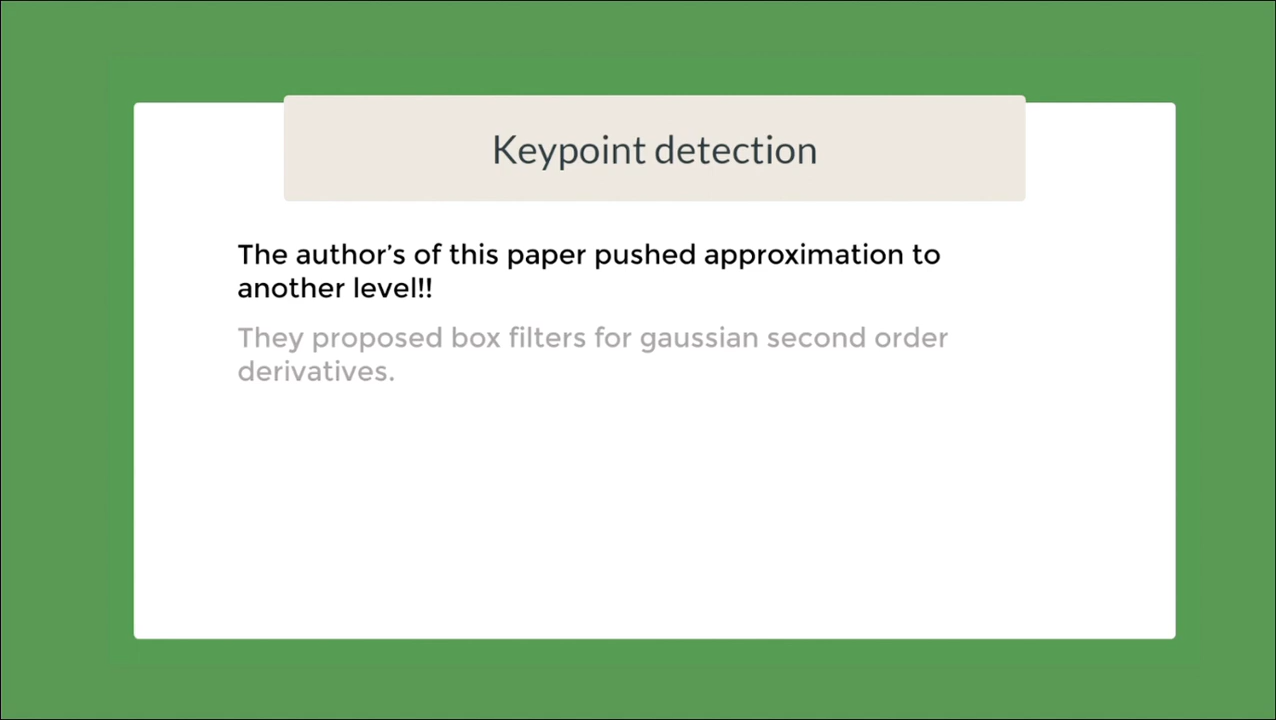 Keypoint detection
The author’s of this paper pushed approximation to
another level!!
They proposed box filters for gaussian second order
derivatives.